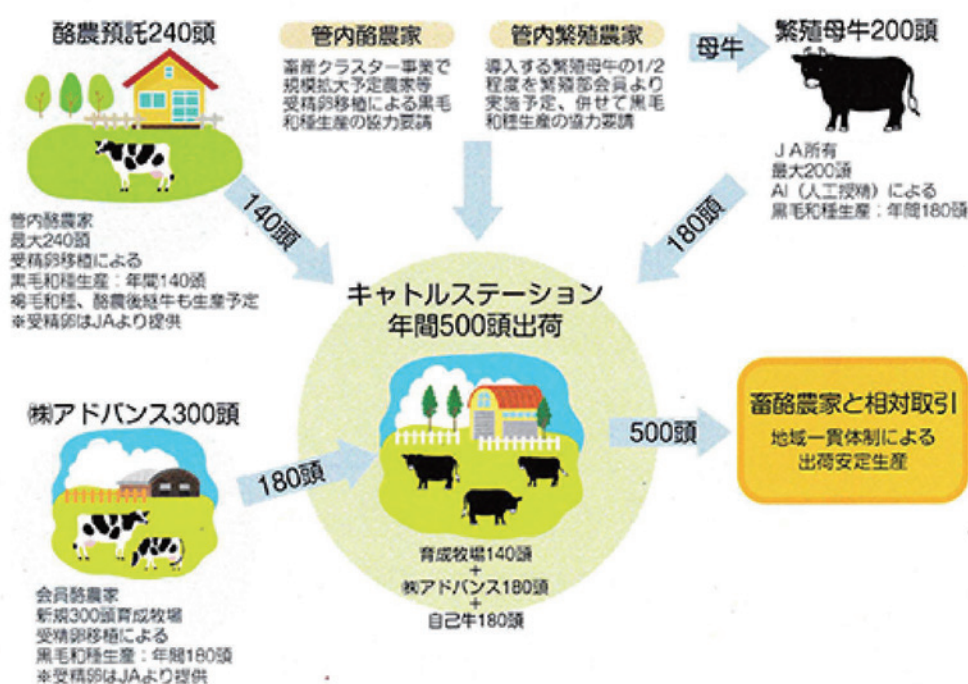 酪農預託240頭
管内酪農家
最大240頭
受精卵移植による
黒毛和種生産：年間140頭
褐毛和種、酪農後継牛も生産予定
※受精卵はJAより提供
140頭
管内酪農家
畜産クラスター事業で
規模拡大予定農家等
受精卵移植による黒毛
和種生産の協力要請
管内繁殖農家
導入する繁殖母牛の1/2
程度を繁殖部会員より
実施予定、併せて黒毛
和種生産の協力要請
母牛
繁殖母牛200頭
ＪＡ所有
最大200頭
AI（人工授精）による
黒毛和種生産：年間180頭
180頭
キャトルステーション
年間500頭出荷
育成牧場140頭
+
㈱アドバンス180頭
+
自己牛180頭
㈱アドバンス300頭
会員酪農家
新規300頭育成牧場
受精卵移植による
黒毛和種生産：年間180頭
※受精卵はJAより提供
180頭
500頭
畜酪農家と相対取引
地域一貫体制による
出荷安定生産